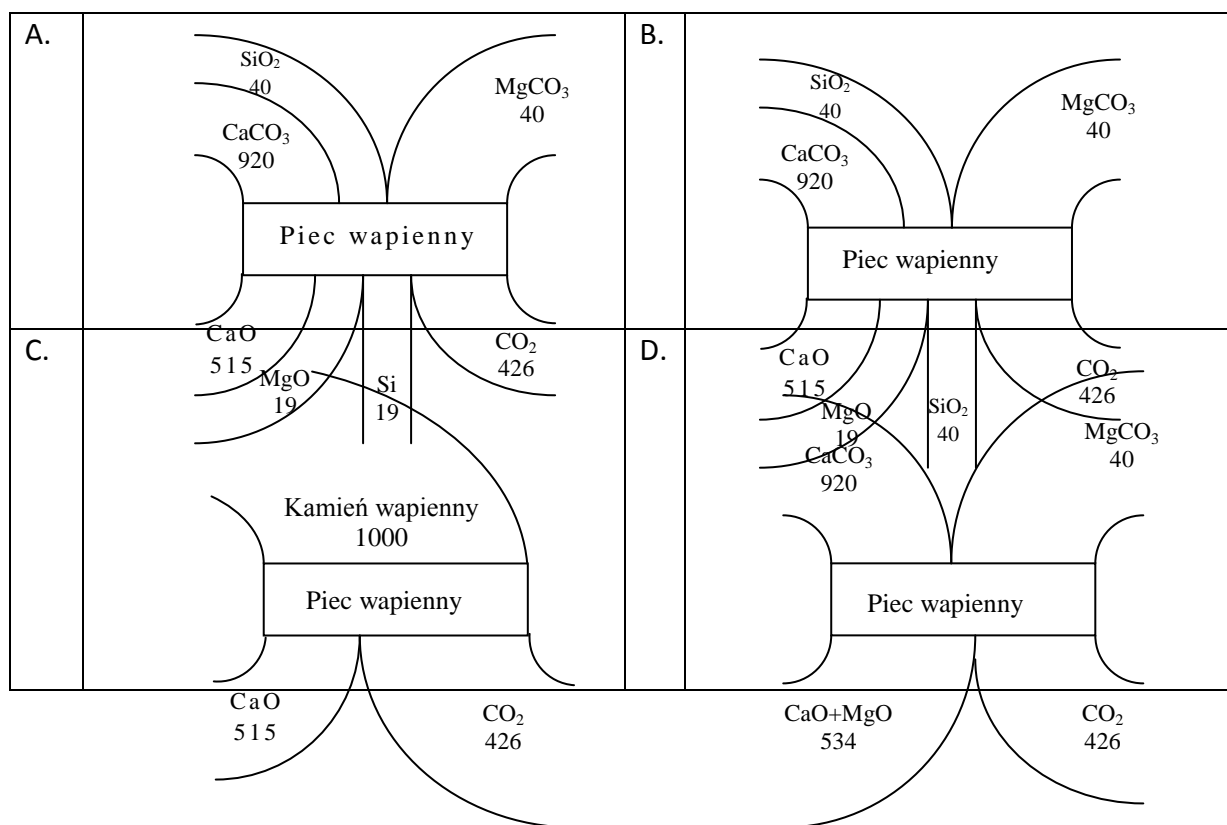 A.
SiO₂
40
MgCO₃
40
CaCO₃
920
Piec wapienny
CaO
515
MgO
19
Si
19
CO₂
426
B.
SiO₂
40
MgCO₃
40
CaCO₃
920
Piec wapienny
CaO
515
MgO
19
SiO₂
40
CO₂
426
C.
Kamień wapienny
1000
Piec wapienny
CaO
515
CO₂
426
D.
CaCO₃
920
MgCO₃
40
Piec wapienny
CaO+MgO
534
CO₂
426